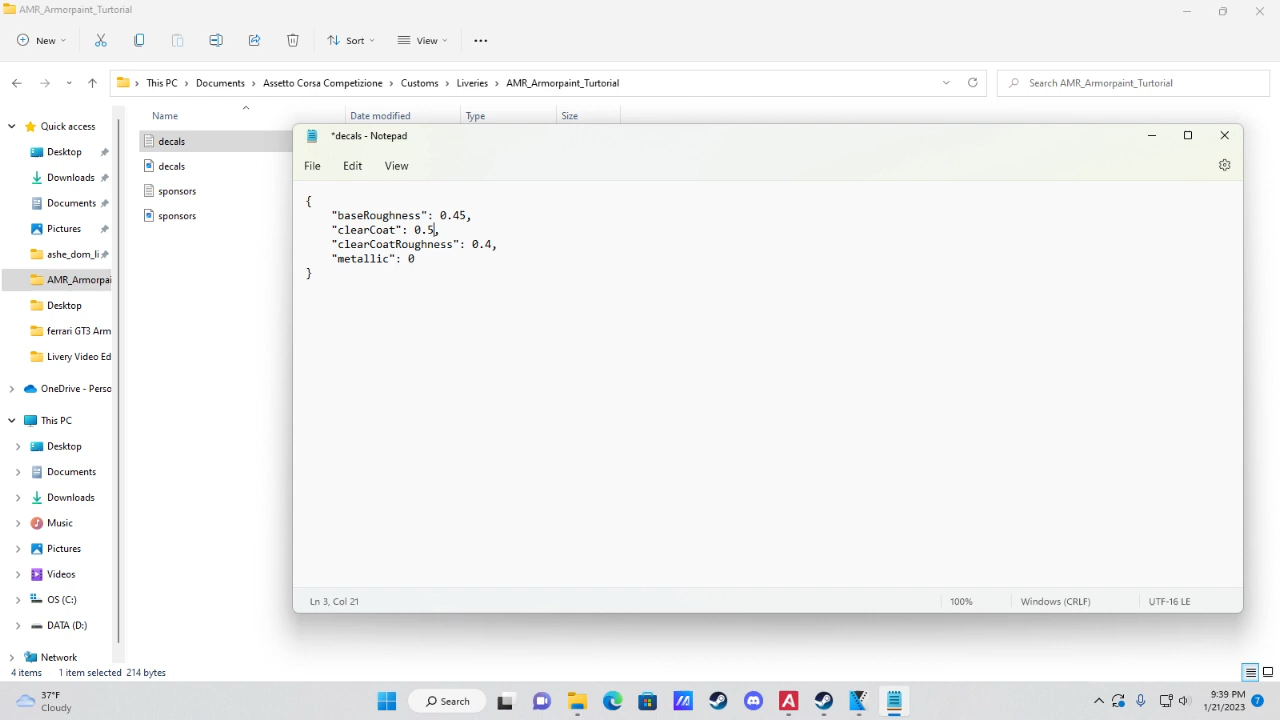 AMR_Armorpaint_Turtorial
New
Sort
View
This PC
Documents
Assetto Corsa Competizione
Customs
Liveries
AMR_Armorpaint_Turtorial
Search AMR_Armorpaint_Turtorial
Name
Date modified
Type
Size
Quick access
Desktop
Downloads
Documents
Pictures
ashe_dom_li
AMR_Armorpai
Desktop
ferrari GT3 Arm
Livery Video Ed
OneDrive - Perso
This PC
Desktop
Documents
Downloads
Music
Pictures
Videos
OS (C:)
DATA (D:)
Network
decals
decals
sponsors
sponsors
*decals - Notepad
File Edit View
{
"baseRoughness": 0.45,
"clearCoat": 0.5,
"clearCoatRoughness": 0.4,
"metallic": 0
}
Ln 3, Col 21
100%
Windows (CRLF)
UTF-16 LE
4 items 1 item selected 214 bytes
37°F
Cloudy
Search
9:39 PM
1/21/2023
7